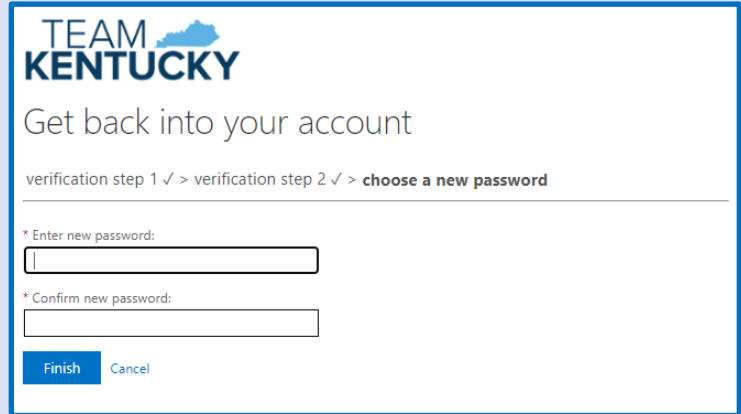 TEAM
KENTUCKY
Get back into your account
verification step 1 ✓ > verification step 2 ✓ > choose a new password
* Enter new password:
* Confirm new password:
Finish Cancel